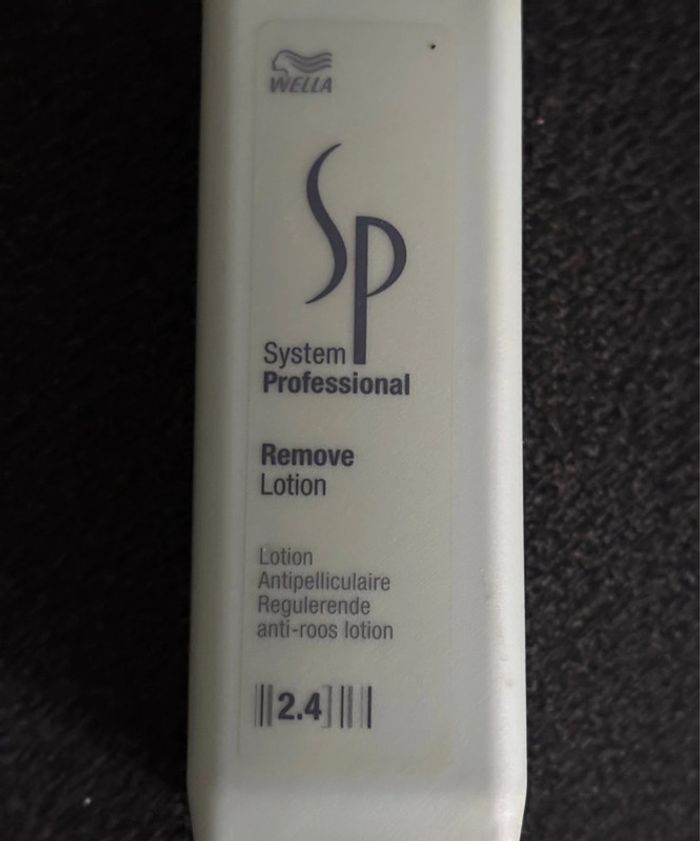 WELLA
SP
System
Professional
Remove
Lotion
Lotion
Antipelliculaire
Regulerende
anti-roos lotion
2.4